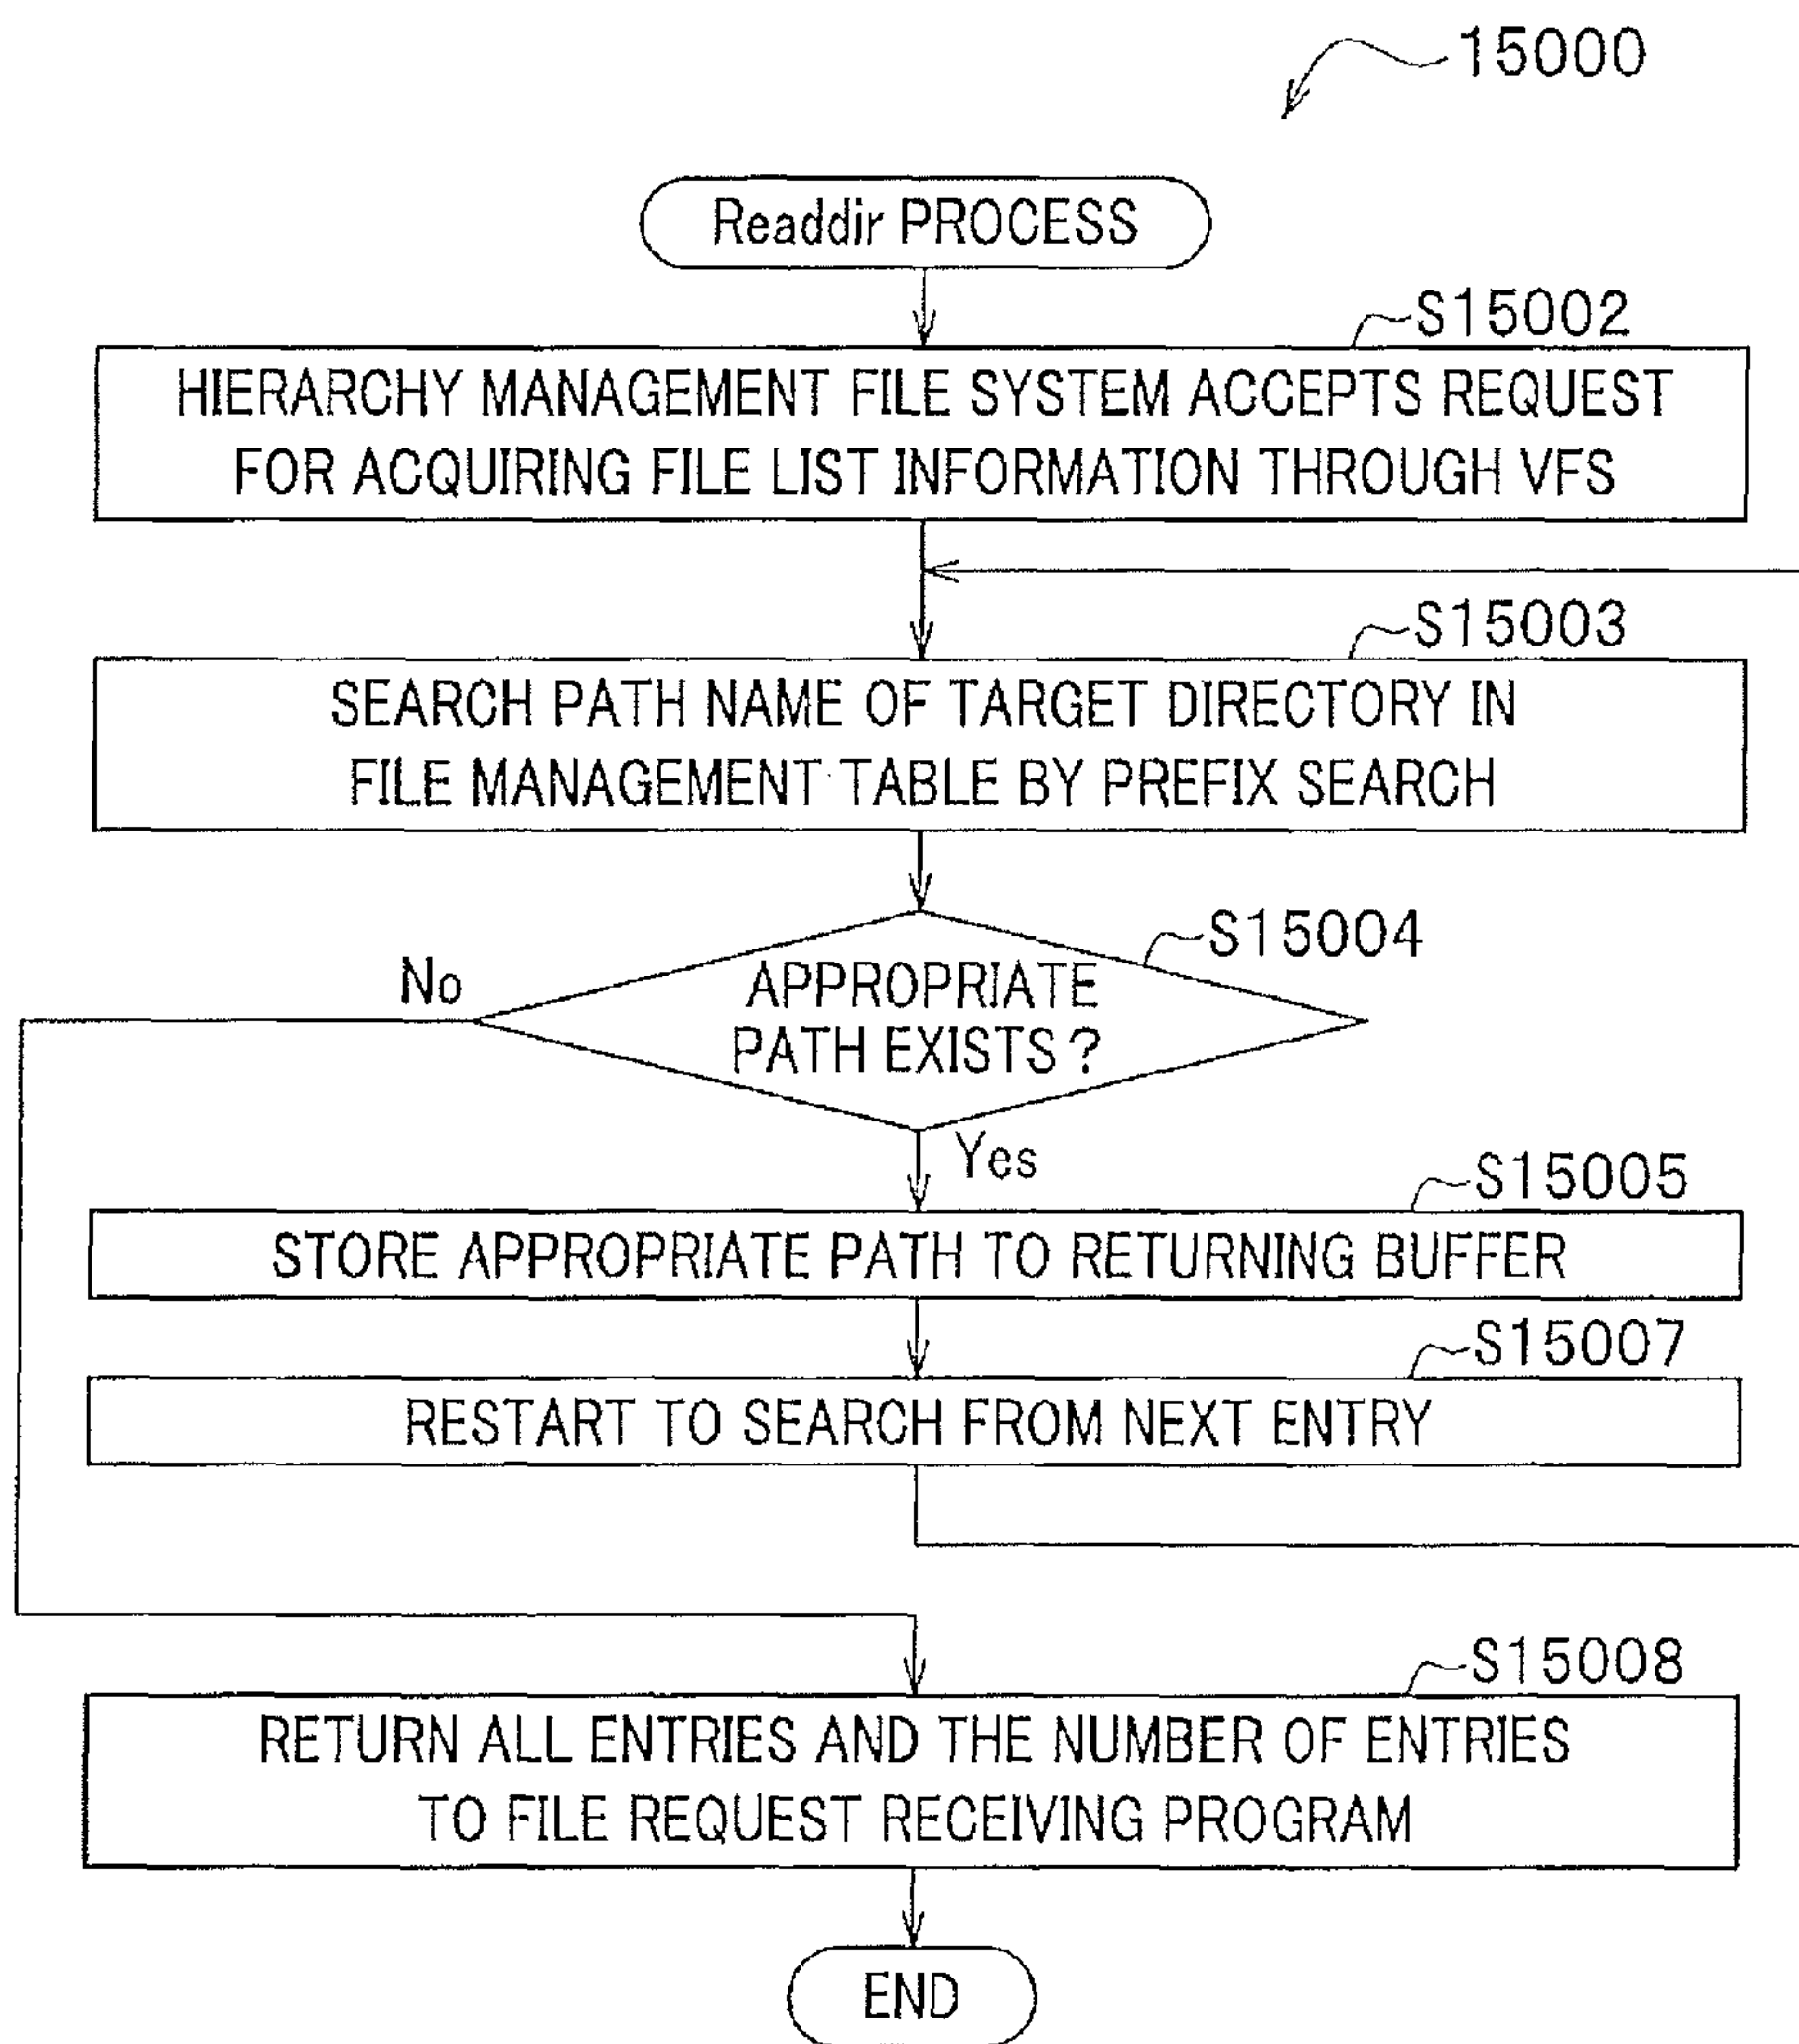 15000
Readdir PROCESS
S15002
HIERARCHY MANAGEMENT FILE SYSTEM ACCEPTS REQUEST
FOR ACQUIRING FILE LIST INFORMATION THROUGH VFS
S15003
SEARCH PATH NAME OF TARGET DIRECTORY IN
FILE MANAGEMENT TABLE BY PREFIX SEARCH
S15004
No
APPROPRIATE
PATH EXISTS?
Yes
S15005
STORE APPROPRIATE PATH TO RETURNING BUFFER
S15007
RESTART TO SEARCH FROM NEXT ENTRY
S15008
RETURN ALL ENTRIES AND THE NUMBER OF ENTRIES
TO FILE REQUEST RECEIVING PROGRAM
END